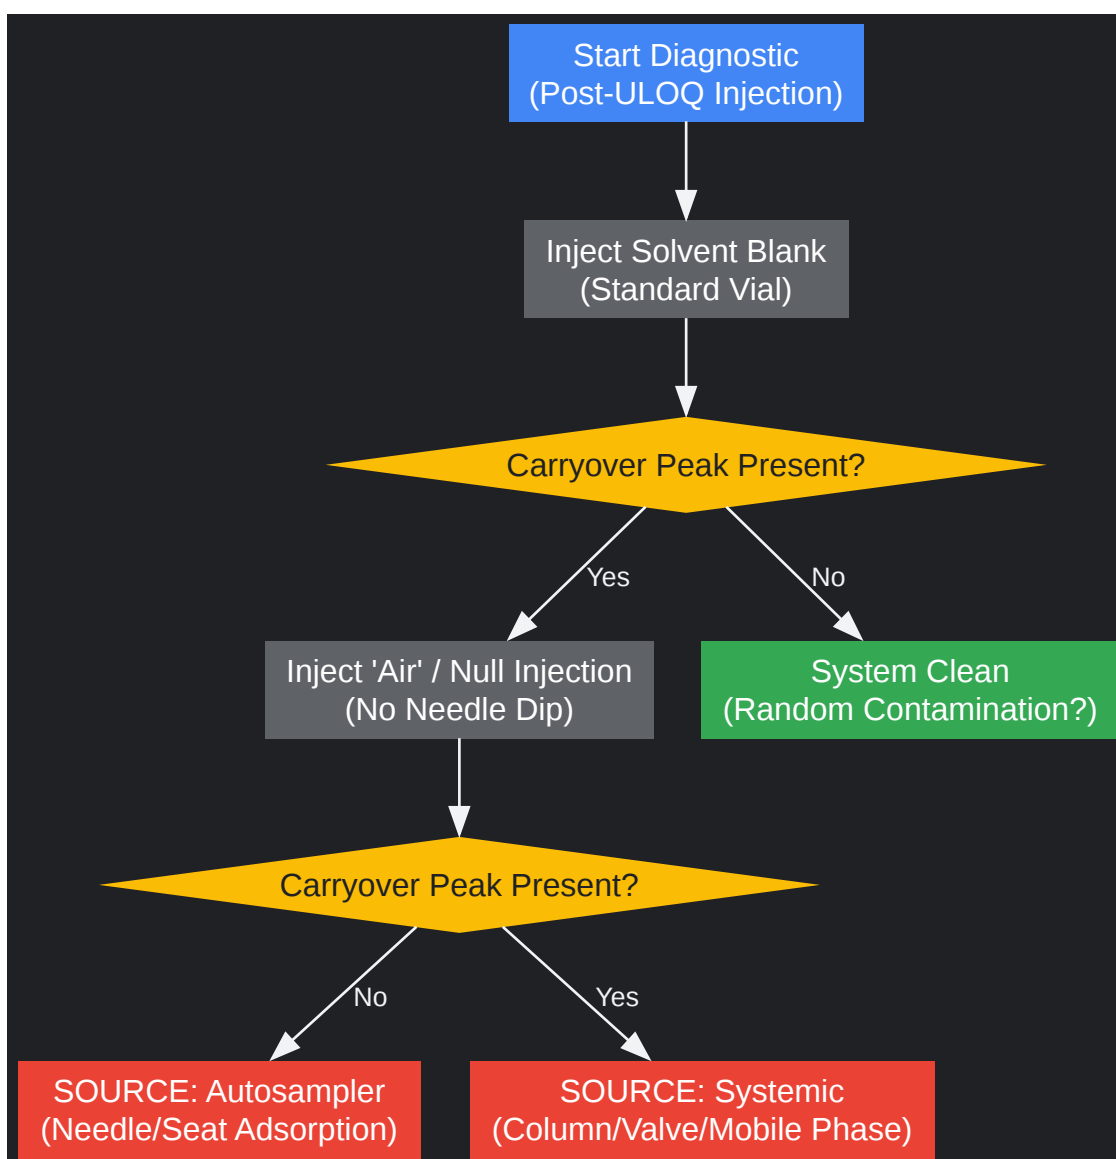 Start Diagnostic
(Post-ULOQ Injection)
Inject Solvent Blank
(Standard Vial)
Carryover Peak Present?
Yes
No
Inject 'Air' / Null Injection
(No Needle Dip)
System Clean
(Random Contamination?)
Carryover Peak Present?
No
Yes
SOURCE: Autosampler
(Needle/Seat Adsorption)
SOURCE: Systemic
(Column/Valve/Mobile Phase)